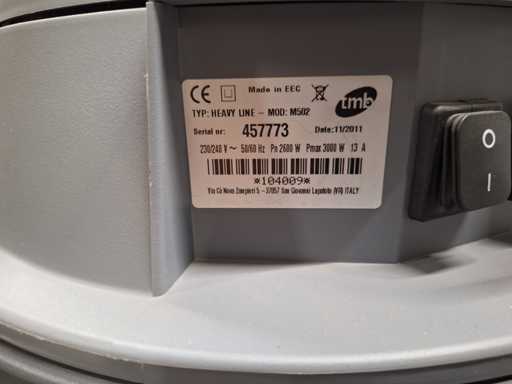 CE Made in EEC tmb
TYP: HEAVY LINE - MOD: M502
Serial nr: 457773 Date:11/2011
230/240 V ~ 50/60 Hz Pn 2600 W Pmax 3000 W 13 A
*104009*
Via Cà Nova Zampieri 5 - 37057 San Giovanni Lupatoto (VR) ITALY
O
I